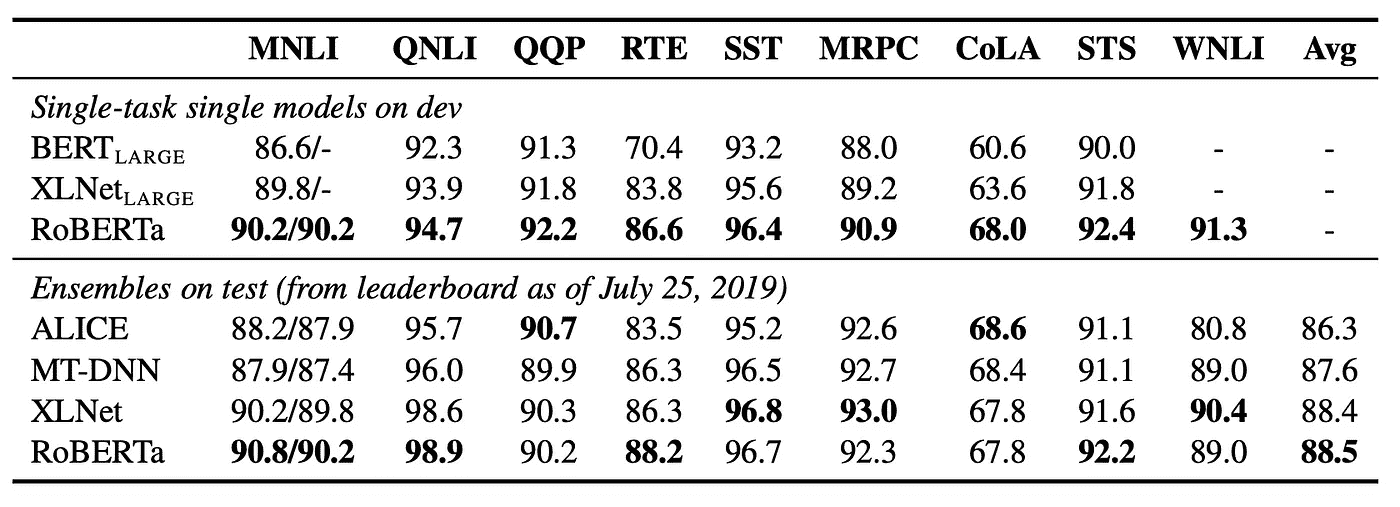 MNLI QNLI QQP RTE SST MRPC CoLA STS WNLI Avg
Single-task single models on dev
BERTLARGE 86.6/- 92.3 91.3 70.4 93.2 88.0 60.6 90.0 - -
XLNetLARGE 89.8/- 93.9 91.8 83.8 95.6 89.2 63.6 91.8 - -
RoBERTa 90.2/90.2 94.7 92.2 86.6 96.4 90.9 68.0 92.4 91.3 -
Ensembles on test (from leaderboard as of July 25, 2019)
ALICE 88.2/87.9 95.7 90.7 83.5 95.2 92.6 68.6 91.1 80.8 86.3
MT-DNN 87.9/87.4 96.0 89.9 86.3 96.5 92.7 68.4 91.1 89.0 87.6
XLNet 90.2/89.8 98.6 90.3 86.3 96.8 93.0 67.8 91.6 90.4 88.4
RoBERTa 90.8/90.2 98.9 90.2 88.2 96.7 92.3 67.8 92.2 89.0 88.5